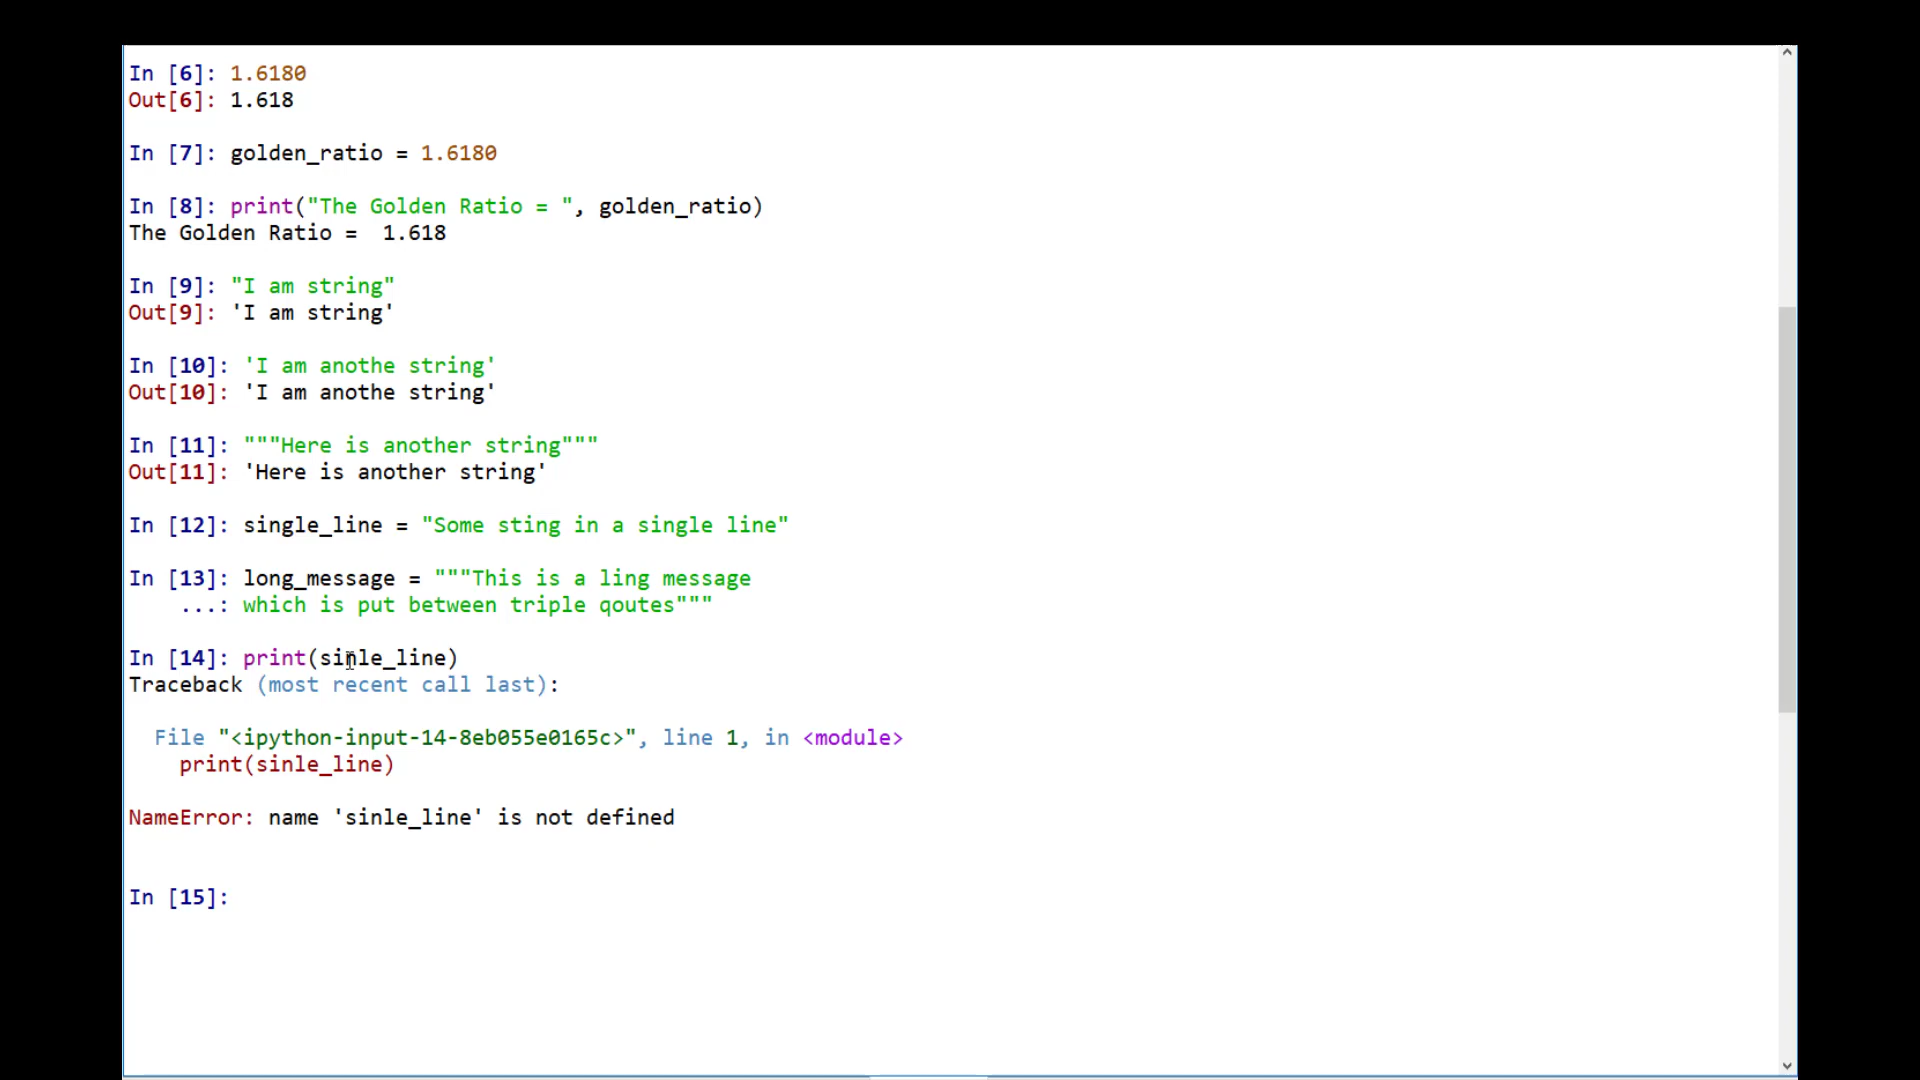 In [6]: 1.6180
Out[6]: 1.618
In [7]: golden_ratio = 1.6180
In [8]: print("The Golden Ratio = ", golden_ratio)
The Golden Ratio =  1.618
In [9]: "I am string"
Out[9]: 'I am string'
In [10]: 'I am anothe string'
Out[10]: 'I am anothe string'
In [11]: """Here is another string"""
Out[11]: 'Here is another string'
In [12]: single_line = "Some sting in a single line"
In [13]: long_message = """This is a ling message
...: which is put between triple qoutes"""
In [14]: print(sinle_line)
Traceback (most recent call last):
File "<ipython-input-14-8eb055e0165c>", line 1, in <module>
print(sinle_line)
NameError: name 'sinle_line' is not defined
In [15]: